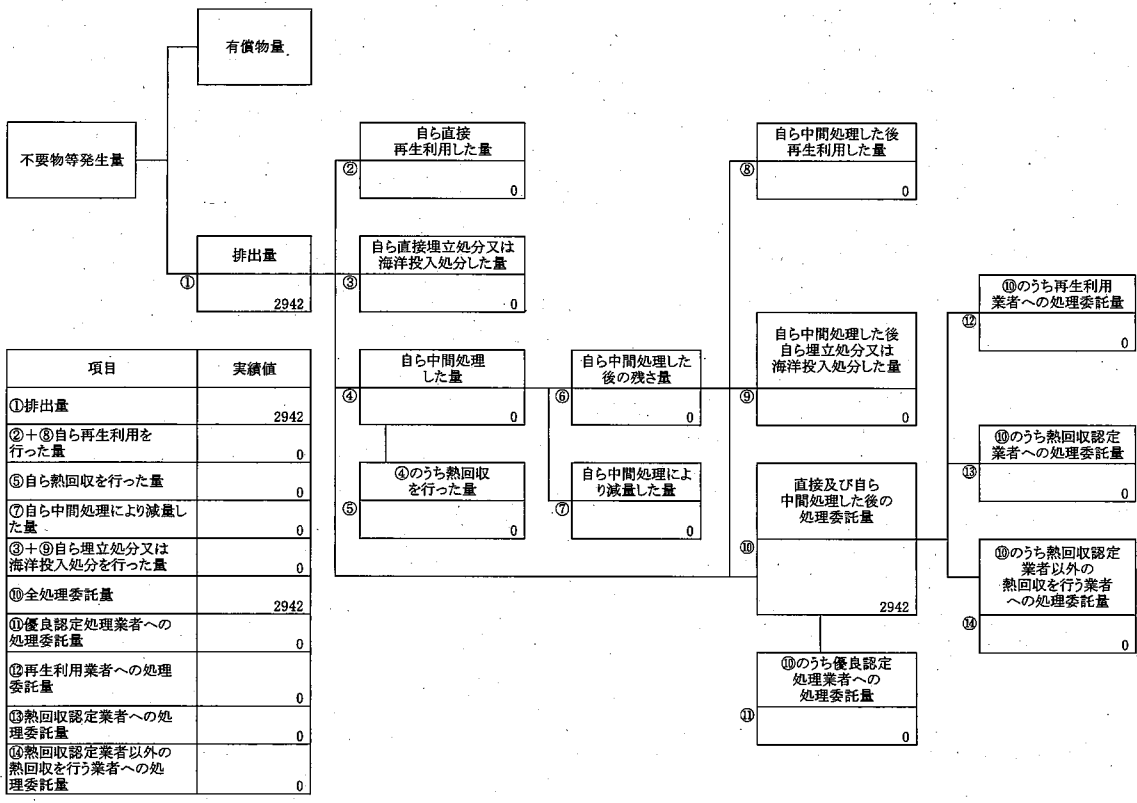 有償物量
不要物等発生量
排出量
①
2942
自ら直接
再生利用した量
②
0
自ら直接埋立処分又は
海洋投入処分した量
③
0
自ら中間処理
した量
④
0
④のうち熱回収
を行った量
⑤
0
自ら中間処理した
後の残さ量
⑥
0
自ら中間処理によ
り減量した量
⑦
0
自ら中間処理した後
再生利用した量
⑧
0
自ら中間処理した後
自ら埋立処分又は
海洋投入処分した量
⑨
0
直接及び自ら
中間処理した後の
処理委託量
⑩
2942
⑩のうち優良認定
処理業者への
処理委託量
⑪
0
⑩のうち再生利用
業者への処理委託量
⑫
0
⑩のうち熱回収認定
業者への処理委託量
⑬
0
⑩のうち熱回収認定
業者以外の
熱回収を行う業者
への処理委託量
⑭
0
項目 実績値
①排出量 2942
②+⑧自ら再生利用を
行った量 0
⑤自ら熱回収を行った量 0
⑦自ら中間処理により減量し
た量 0
③+⑨自ら埋立処分又は
海洋投入処分を行った量 0
⑩全処理委託量 2942
⑪優良認定処理業者への
処理委託量 0
⑫再生利用業者への処理
委託量 0
⑬熱回収認定業者への処
理委託量 0
⑭熱回収認定業者以外の
熱回収を行う業者への処
理委託量 0